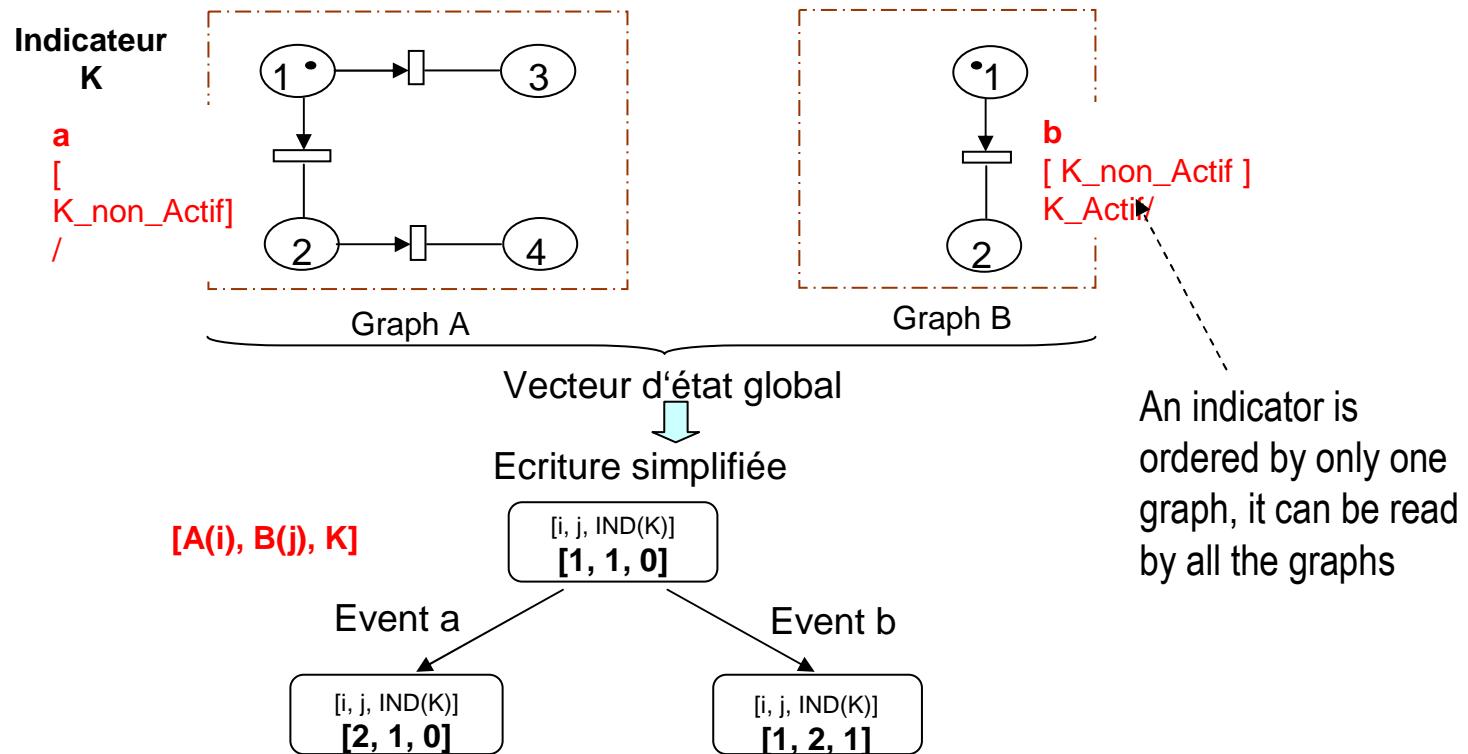 Indicateur
K
1
3
a
[
K_non_Actif]
/
2
4
Graph A
1
b
[ K_non_Actif ]
K_Actif/
2
Graph B
Vecteur d‘état global
Ecriture simplifiée
An indicator is
ordered by only one
graph, it can be read
by all the graphs
[A(i), B(j), K]
[i, j, IND(K)]
[1, 1, 0]
Event a
Event b
[i, j, IND(K)]
[2, 1, 0]
[i, j, IND(K)]
[1, 2, 1]